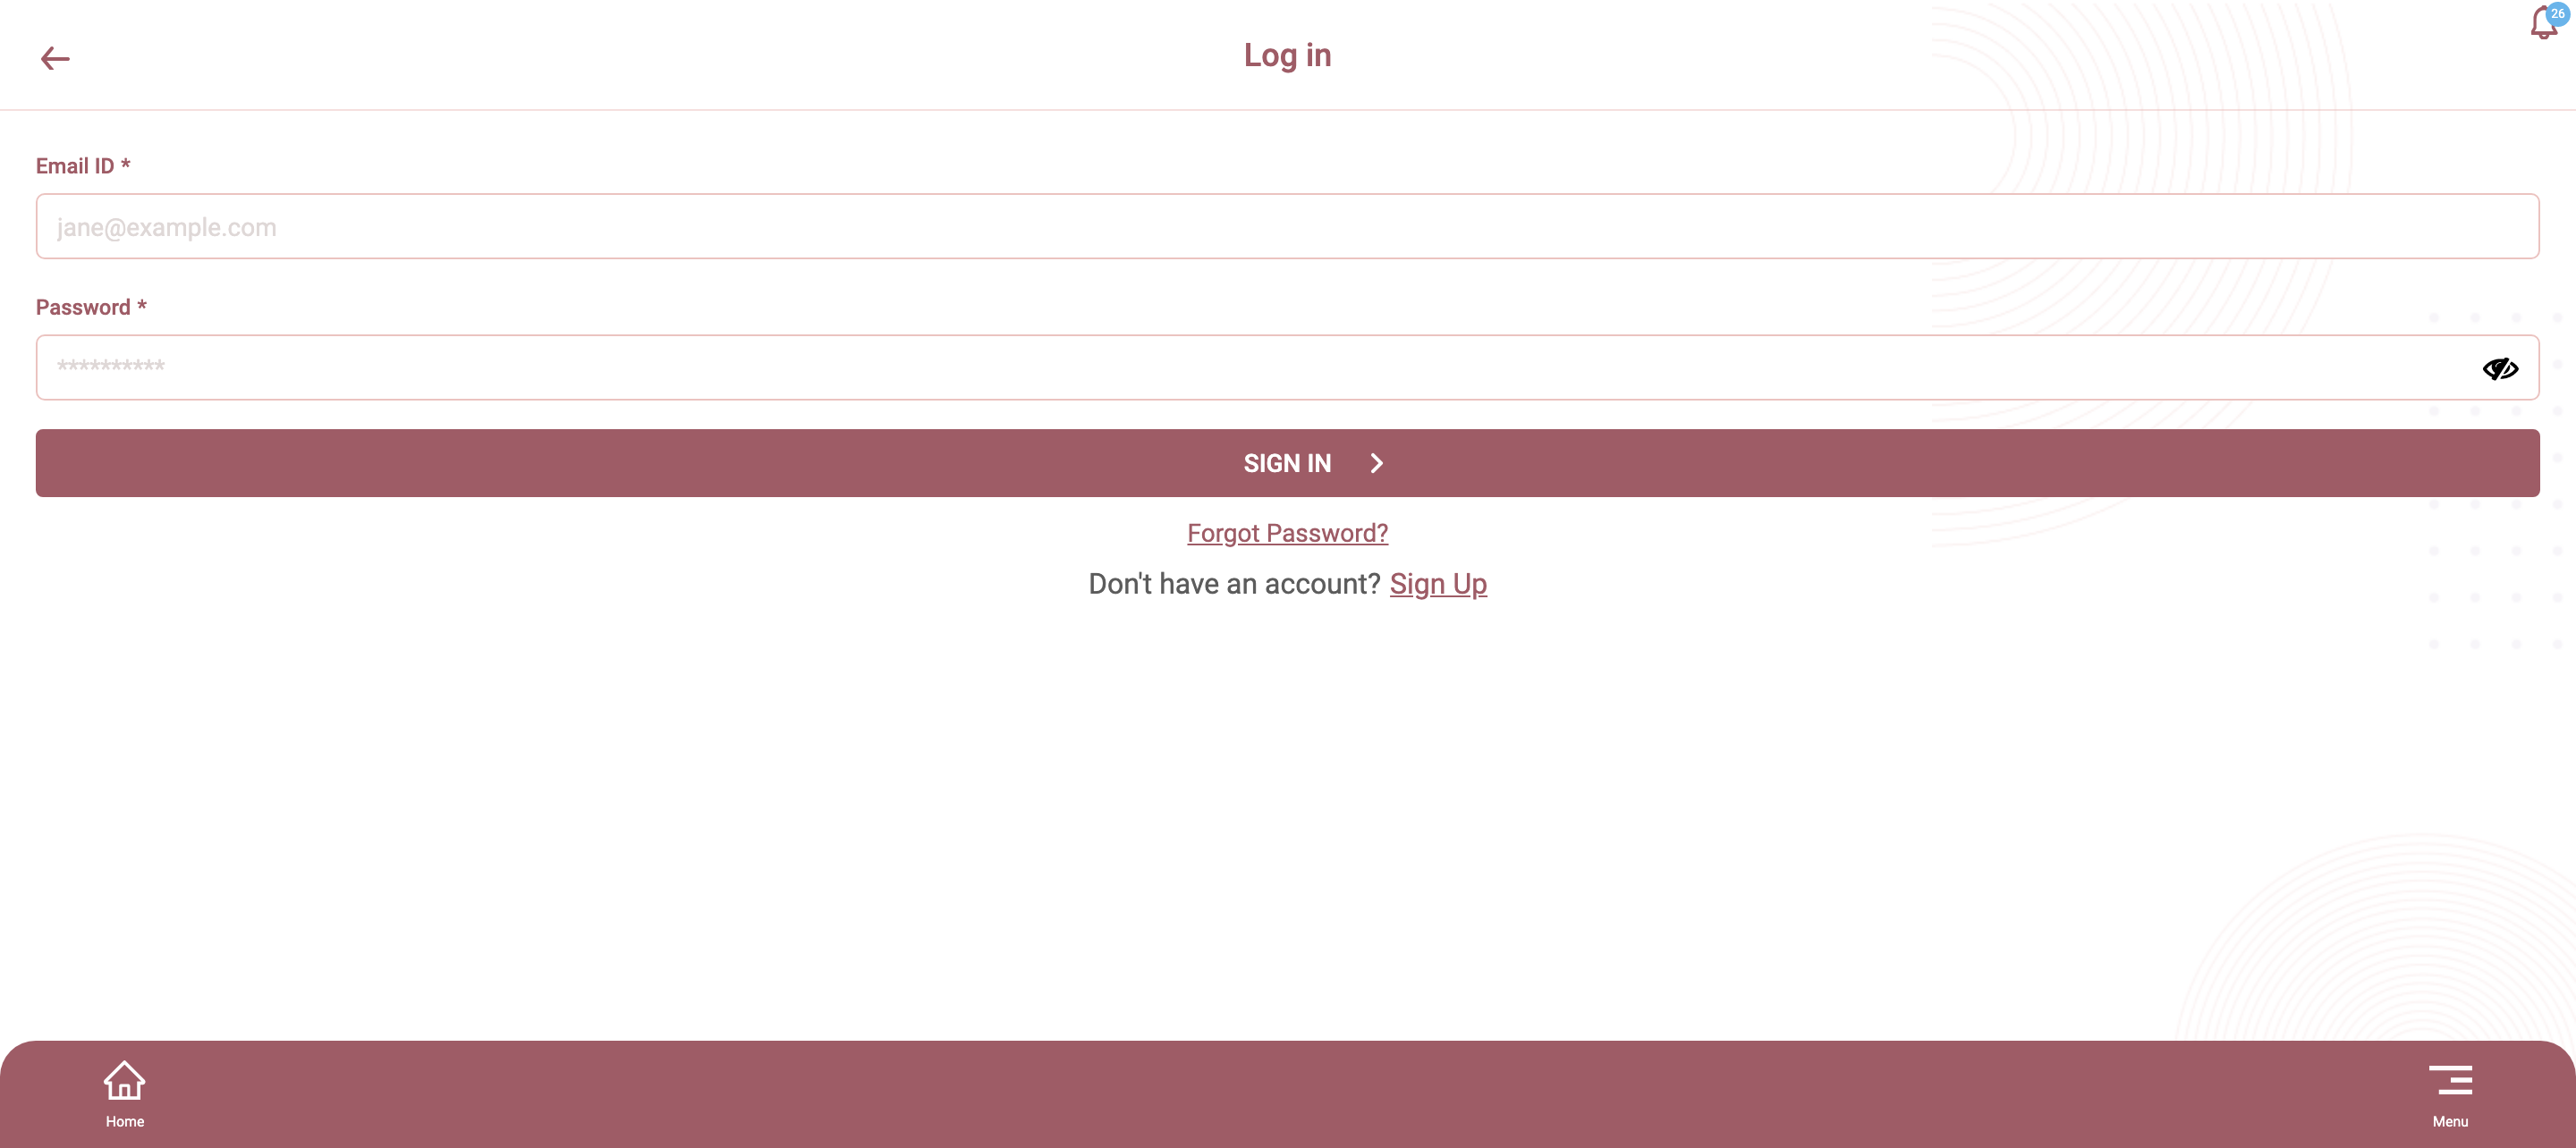 26
Log in
Email ID *
jane@example.com
Password *
**********
SIGN IN
Forgot Password?
Don't have an account? Sign Up
Home
Menu